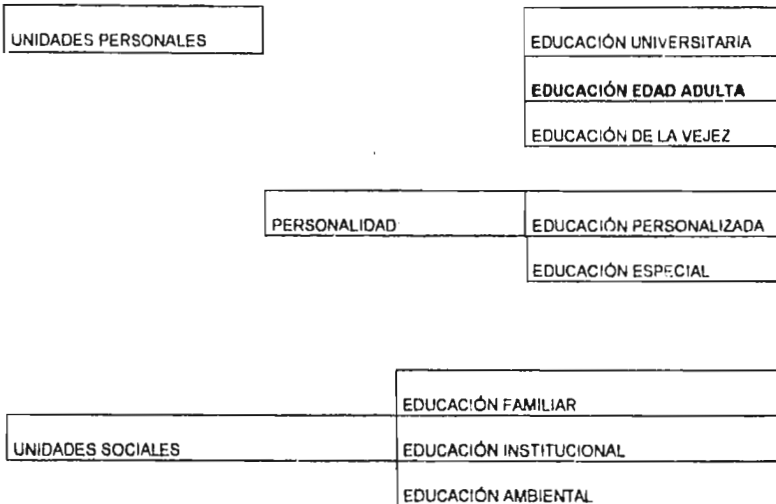 UNIDADES PERSONALES
EDUCACIÓN UNIVERSITARIA
EDUCACIÓN EDAD ADULTA
EDUCACIÓN DE LA VEJEZ
PERSONALIDAD
EDUCACIÓN PERSONALIZADA
EDUCACIÓN ESPECIAL
EDUCACIÓN FAMILIAR
UNIDADES SOCIALES
EDUCACIÓN INSTITUCIONAL
EDUCACIÓN AMBIENTAL